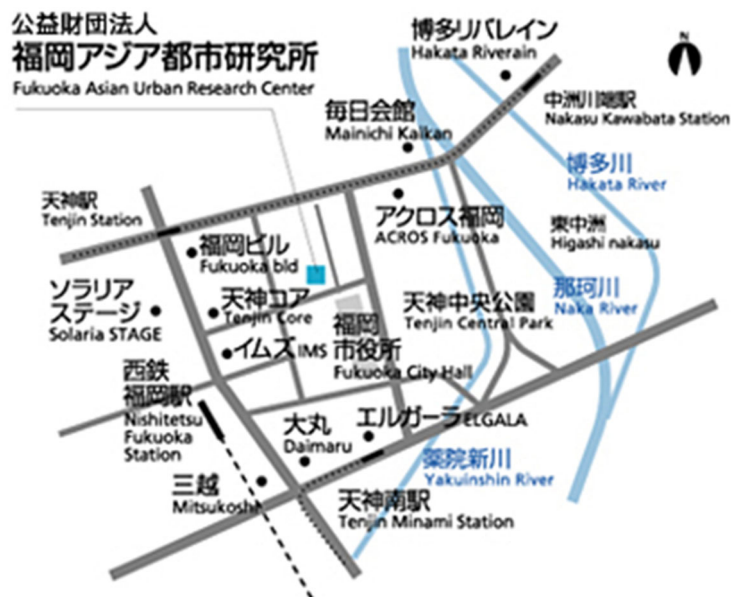 公益財団法人
福岡アジア都市研究所
Fukuoka Asian Urban Research Center
博多リバレイン
Hakata Riverain
N
毎日会館
Mainichi Kaikan
中洲川端駅
Nakasu Kawabata Station
博多川
Hakata River
天神駅
Tenjin Station
アクロス福岡
ACROS Fukuoka
東中洲
Higashi nakasu
福岡ビル
Fukuoka bld
ソラリア
ステージ
Solaria STAGE
天神コア
Tenjin Core
天神中央公園
Tenjin Central Park
那珂川
Naka River
イムズ IMS
福岡
市役所
Fukuoka City Hall
西鉄
福岡駅
Nishitetsu
Fukuoka
Station
大丸
Daimaru
エルガーラ ELGALA
薬院新川
Yakuinshin River
三越
Mitsukoshi
天神南駅
Tenjin Minami Station